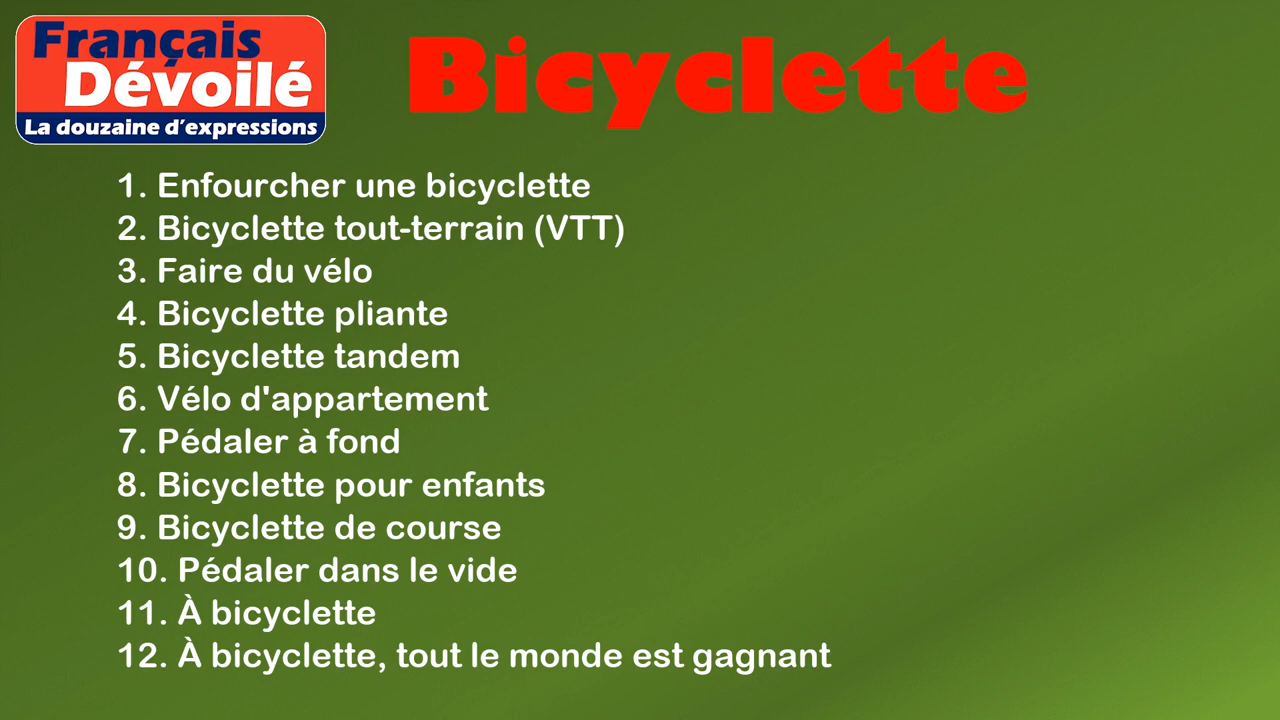 Français
Dévoilé
La douzaine d'expressions
Bicyclette
1. Enfourcher une bicyclette
2. Bicyclette tout-terrain (VTT)
3. Faire du vélo
4. Bicyclette pliante
5. Bicyclette tandem
6. Vélo d'appartement
7. Pédaler à fond
8. Bicyclette pour enfants
9. Bicyclette de course
10. Pédaler dans le vide
11. À bicyclette
12. À bicyclette, tout le monde est gagnant